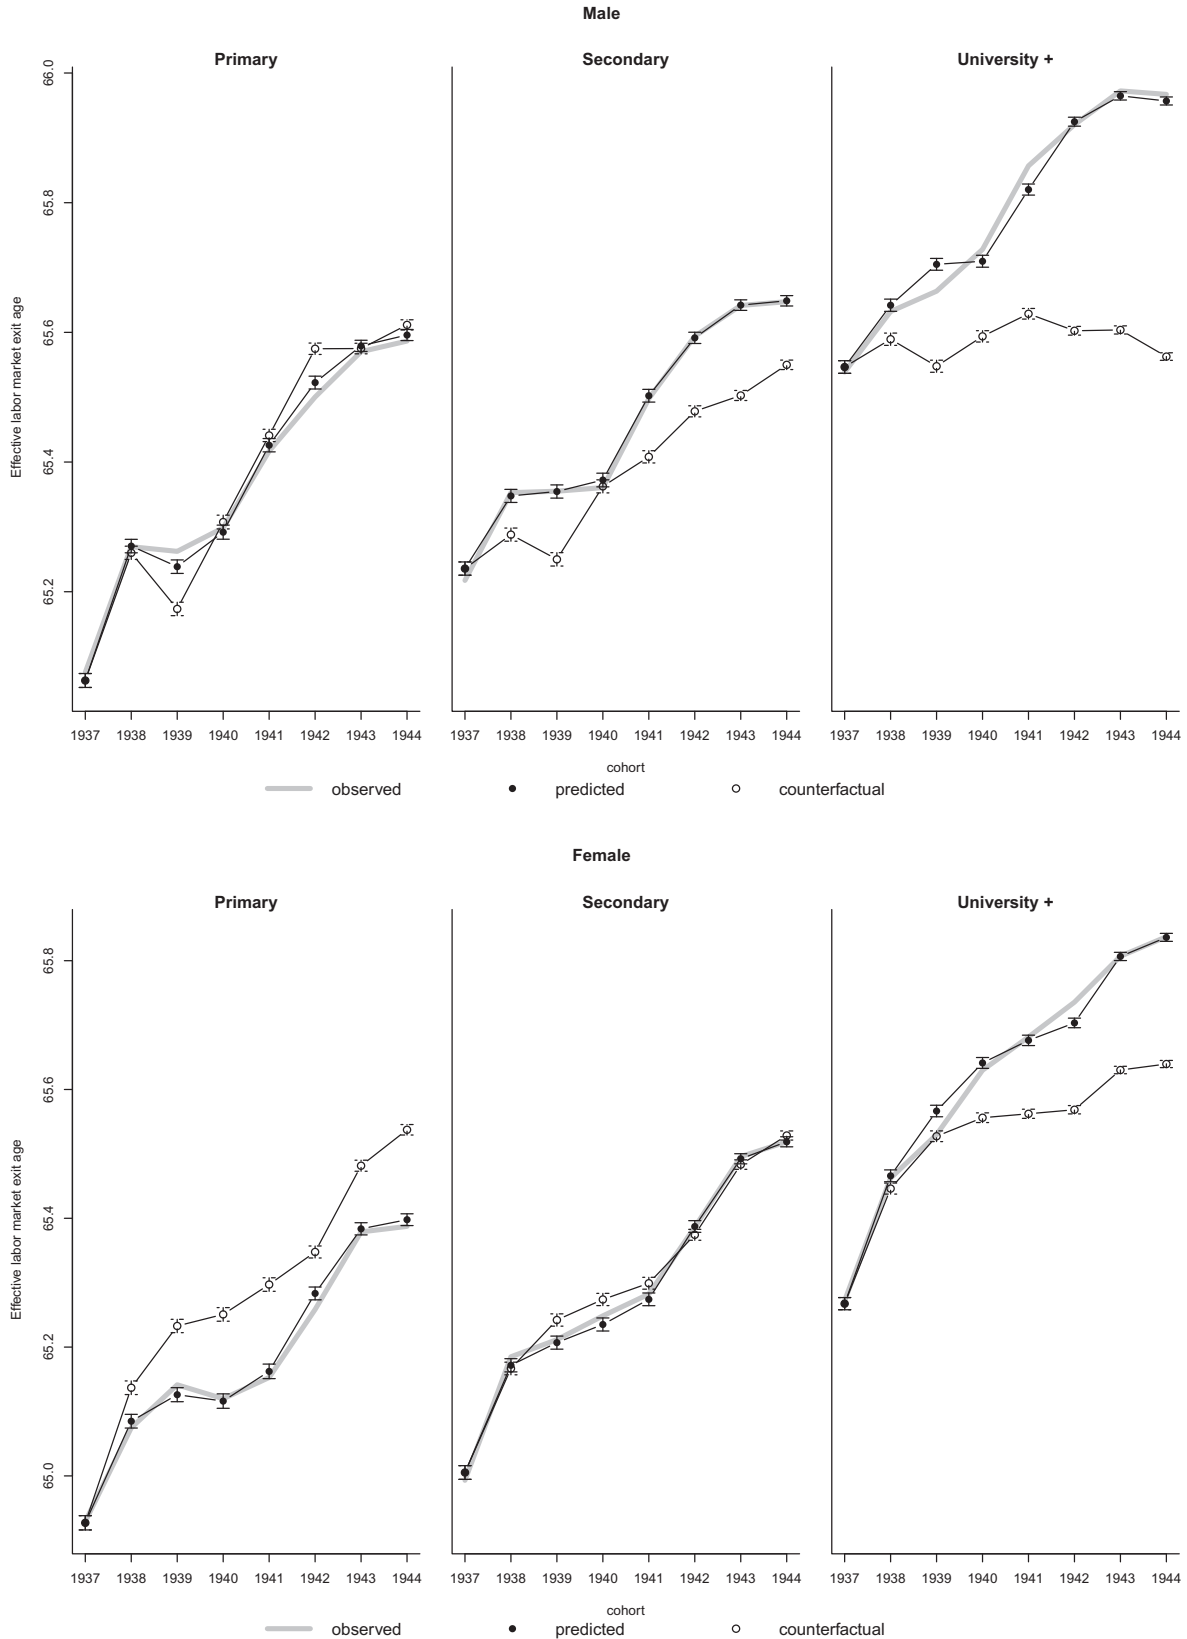 Male
Primary Secondary University +
Effective labor market exit age
66.0
65.8
65.6
65.4
65.2
1937 1938 1939 1940 1941 1942 1943 1944 1937 1938 1939 1940 1941 1942 1943 1944 1937 1938 1939 1940 1941 1942 1943 1944
cohort
observed predicted counterfactual
Female
Primary Secondary University +
Effective labor market exit age
65.8
65.6
65.4
65.2
65.0
1937 1938 1939 1940 1941 1942 1943 1944 1937 1938 1939 1940 1941 1942 1943 1944 1937 1938 1939 1940 1941 1942 1943 1944
cohort
observed predicted counterfactual